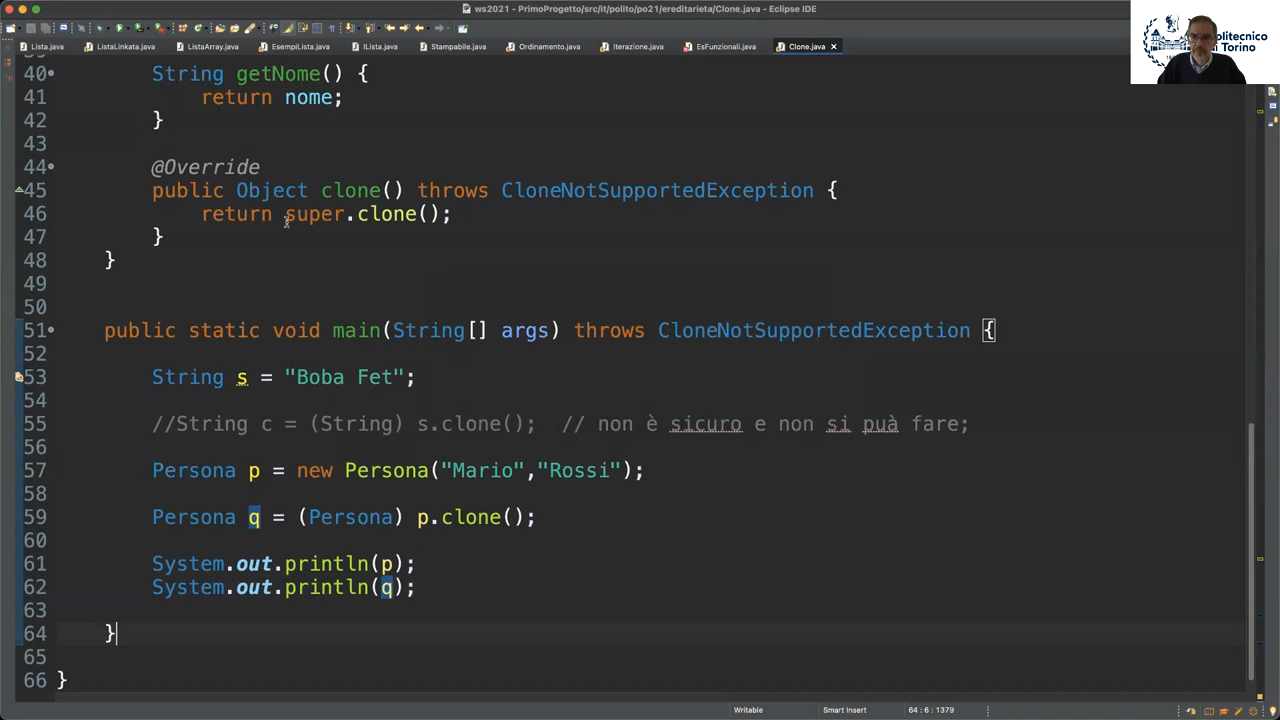 ws2021 - PrimoProgetto/src/it/polito/po21/ereditarieta/Clone.java - Eclipse IDE
Lista.java ListaLinkata.java ListaArray.java EsempiLista.java ILista.java Stampabile.java Ordinamento.java Iterazione.java EsFunzionali.java Clone.java
Politecnico
di Torino
40 String getNome() {
41 return nome;
42 }
43
44 @Override
45 public Object clone() throws CloneNotSupportedException {
46 return super.clone();
47 }
48 }
49
50
51 public static void main(String[] args) throws CloneNotSupportedException {
52
53 String s = "Boba Fet";
54
55 //String c = (String) s.clone(); // non è sicuro e non si puà fare;
56
57 Persona p = new Persona("Mario","Rossi");
58
59 Persona q = (Persona) p.clone();
60
61 System.out.println(p);
62 System.out.println(q);
63
64 }
65
66 }
Writable Smart Insert 64 : 6 : 1379